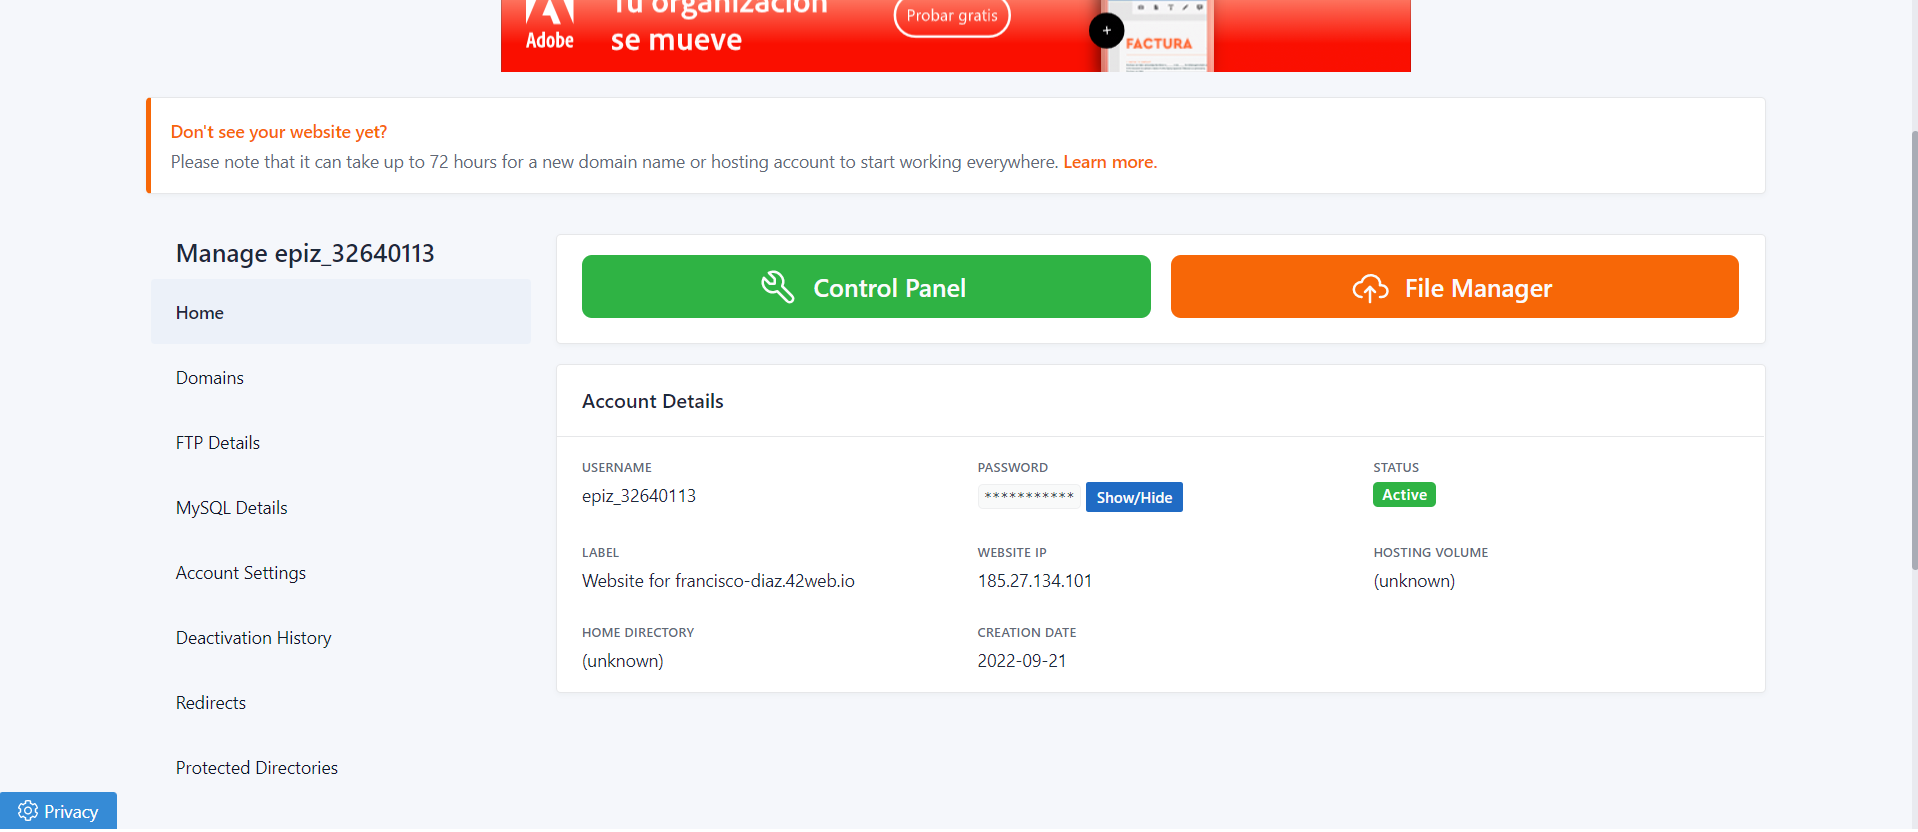 Adobe
Tu organización
se mueve
Probar gratis
+
FACTURA
Don't see your website yet?
Please note that it can take up to 72 hours for a new domain name or hosting account to start working everywhere. Learn more.
Manage epiz_32640113
Home
Domains
FTP Details
MySQL Details
Account Settings
Deactivation History
Redirects
Protected Directories
Privacy
Control Panel
File Manager
Account Details
USERNAME
epiz_32640113
PASSWORD
*********** Show/Hide
STATUS
Active
LABEL
Website for francisco-diaz.42web.io
WEBSITE IP
185.27.134.101
HOSTING VOLUME
(unknown)
HOME DIRECTORY
(unknown)
CREATION DATE
2022-09-21